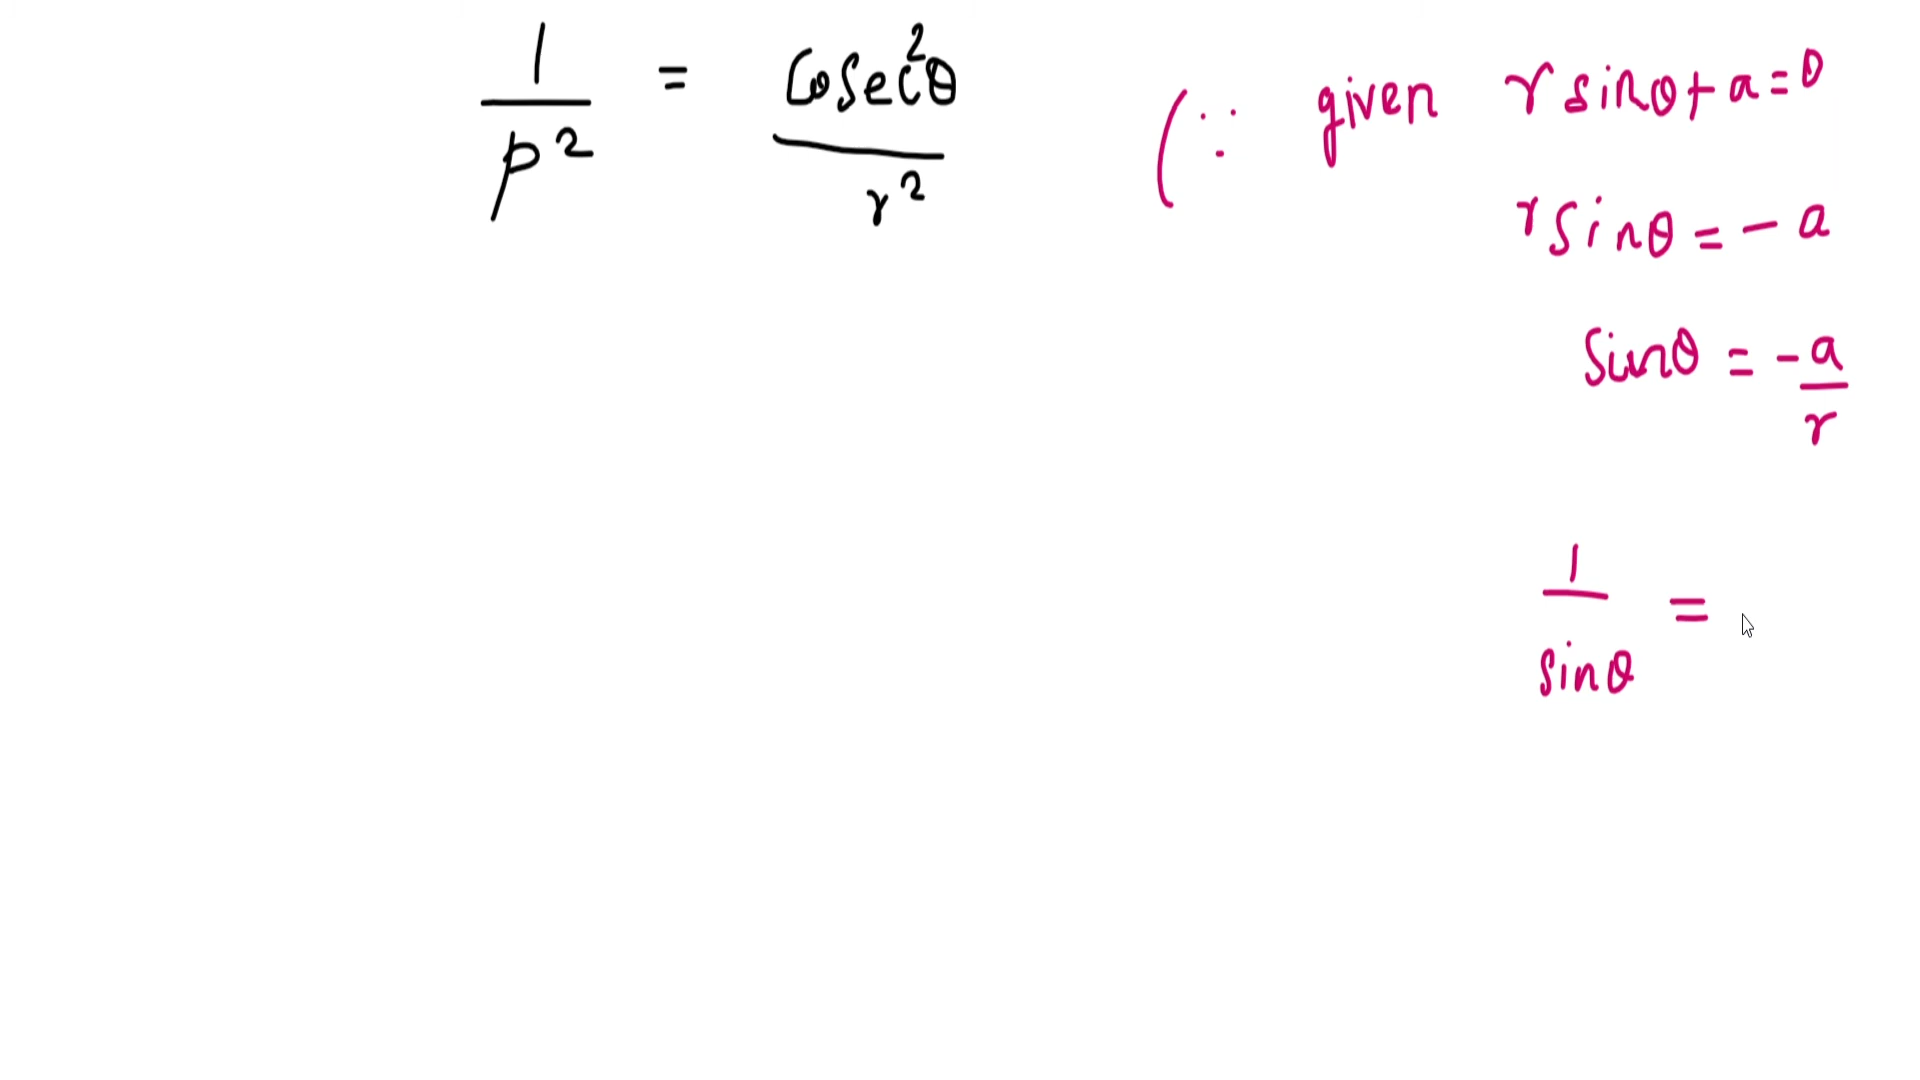 1/p² = Cosec²θ/r² (∵ given r sinθ + a = 0
r sinθ = - a
sinθ = -a/r
1/sinθ =